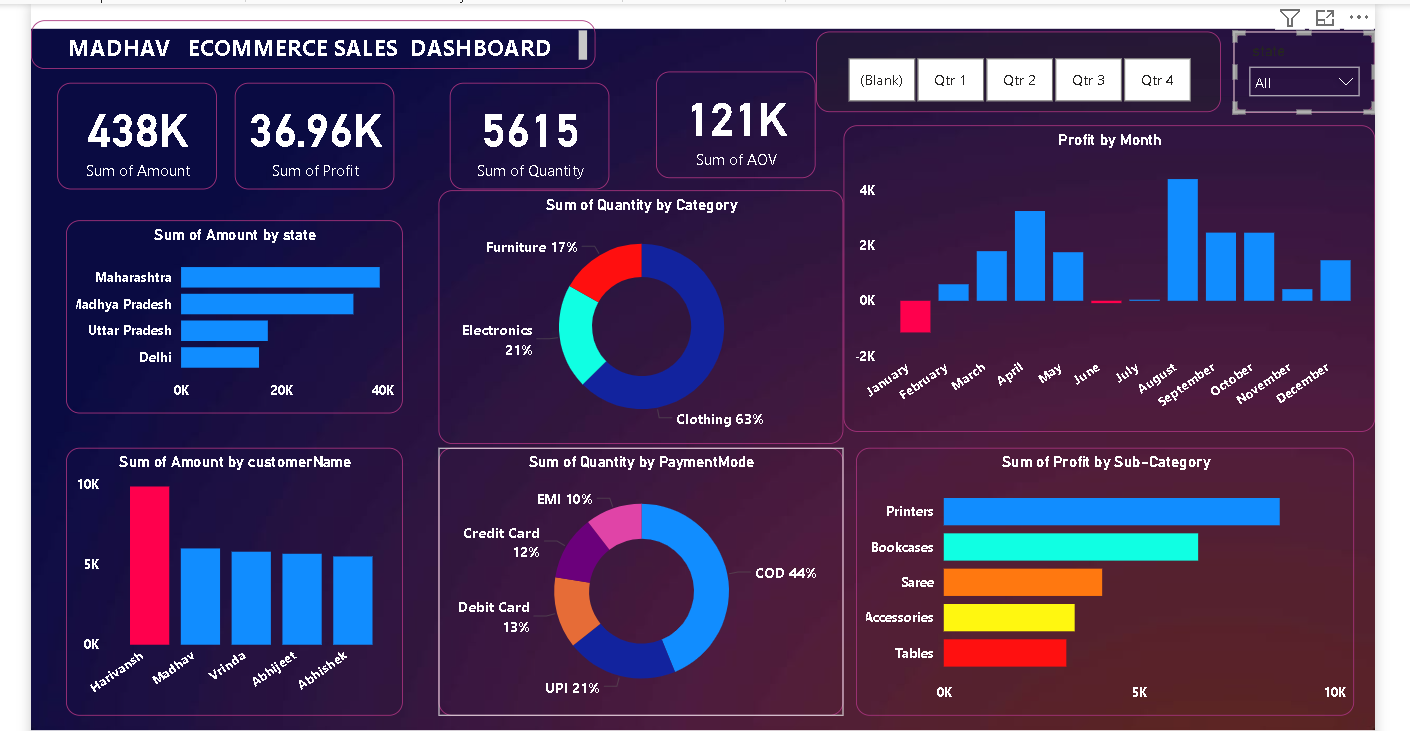 MADHAV ECOMMERCE SALES DASHBOARD
(Blank)
Qtr 1
Qtr 2
Qtr 3
Qtr 4
state
All
438K
Sum of Amount
36.96K
Sum of Profit
5615
Sum of Quantity
121K
Sum of AOV
Profit by Month
4K
2K
0K
-2K
January
February
March
April
May
June
July
August
September
October
November
December
Sum of Amount by state
Maharashtra
Madhya Pradesh
Uttar Pradesh
Delhi
0K
20K
40K
Sum of Quantity by Category
Furniture 17%
Electronics
21%
Clothing 63%
Sum of Amount by customerName
10K
5K
0K
Harivansh
Madhav
Vrinda
Abhijeet
Abhishek
Sum of Quantity by PaymentMode
EMI 10%
Credit Card
12%
COD 44%
Debit Card
13%
UPI 21%
Sum of Profit by Sub-Category
Printers
Bookcases
Saree
Accessories
Tables
0K
5K
10K